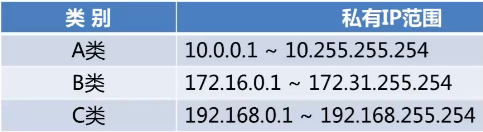 类 别 私有IP范围
A类 10.0.0.1 ~ 10.255.255.254
B类 172.16.0.1 ~ 172.31.255.254
C类 192.168.0.1 ~ 192.168.255.254